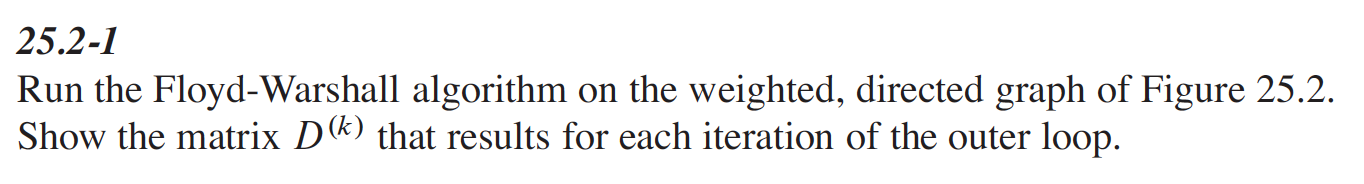 25.2-1
Run the Floyd-Warshall algorithm on the weighted, directed graph of Figure 25.2.
Show the matrix D(k) that results for each iteration of the outer loop.